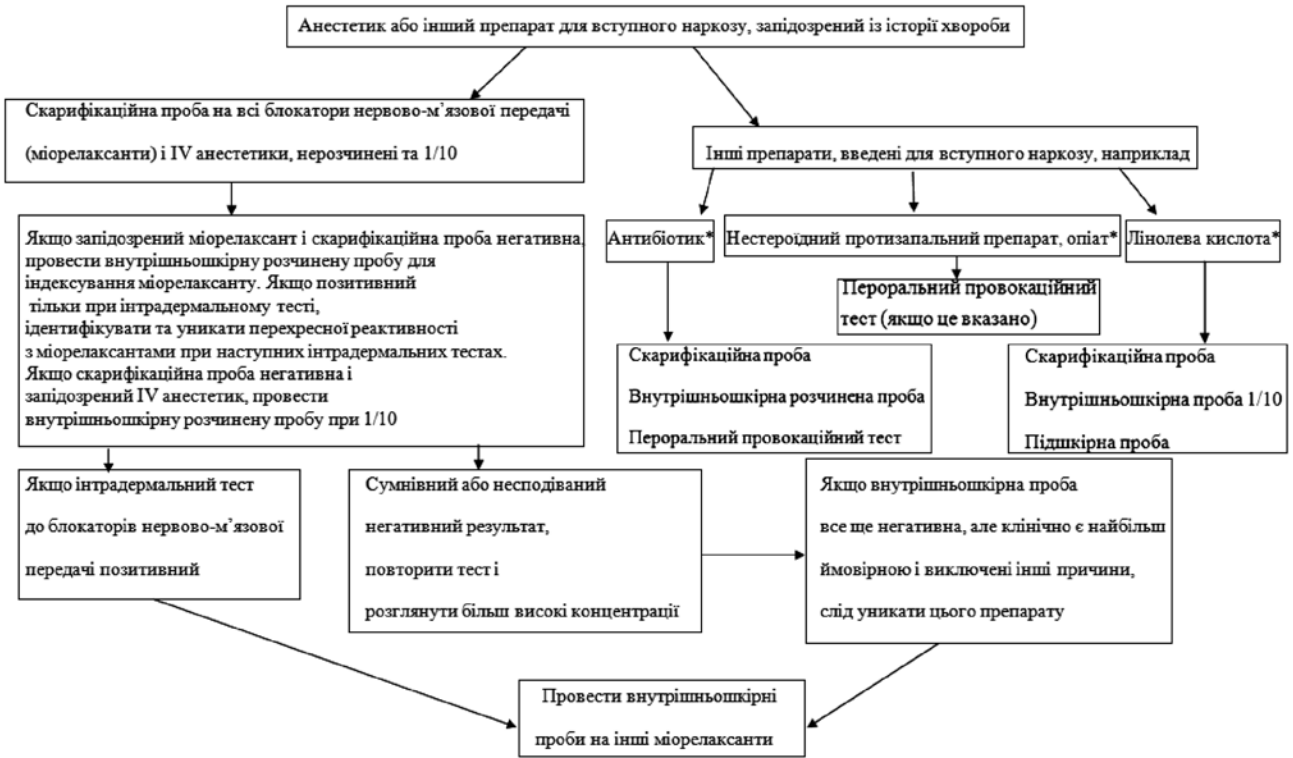 Анестетик або інший препарат для вступного наркозу, запідозрений із історії хвороби
Скарифікаційна проба на всі блокатори нервово-м’язової передачі
(міорелаксанти) і IV анестетики, нерозчинені та 1/10
Інші препарати, введені для вступного наркозу, наприклад
Якщо запідозрений міорелаксант і скарифікаційна проба негативна,
провести внутрішньошкірну розчинену пробу для
індексування міорелаксанту. Якщо позитивний
тільки при інтрадермальному тесті,
ідентифікувати та уникати перехресної реактивності
з міорелаксантами при наступних інтрадермальних тестах.
Якщо скарифікаційна проба негативна і
запідозрений IV анестетик, провести
внутрішньошкірну розчинену пробу при 1/10
Антибіотик*
Нестероїдний протизапальний препарат, опіат*
Лінолева кислота*
Пероральний провокаційний
тест (якщо це вказано)
Скарифікаційна проба
Внутрішньошкірна розчинена проба
Пероральний провокаційний тест
Скарифікаційна проба
Внутрішньошкірна проба 1/10
Підшкірна проба
Якщо інтрадермальний тест
до блокаторів нервово-м’язової
передачі позитивний
Сумнівний або несподіваний
негативний результат,
повторити тест і
розглянути більш високі концентрації
Якщо внутрішньошкірна проба
все ще негативна, але клінічно є найбільш
ймовірною і виключені інші причини,
слід уникати цього препарату
Провести внутрішньошкірні
проби на інші міорелаксанти